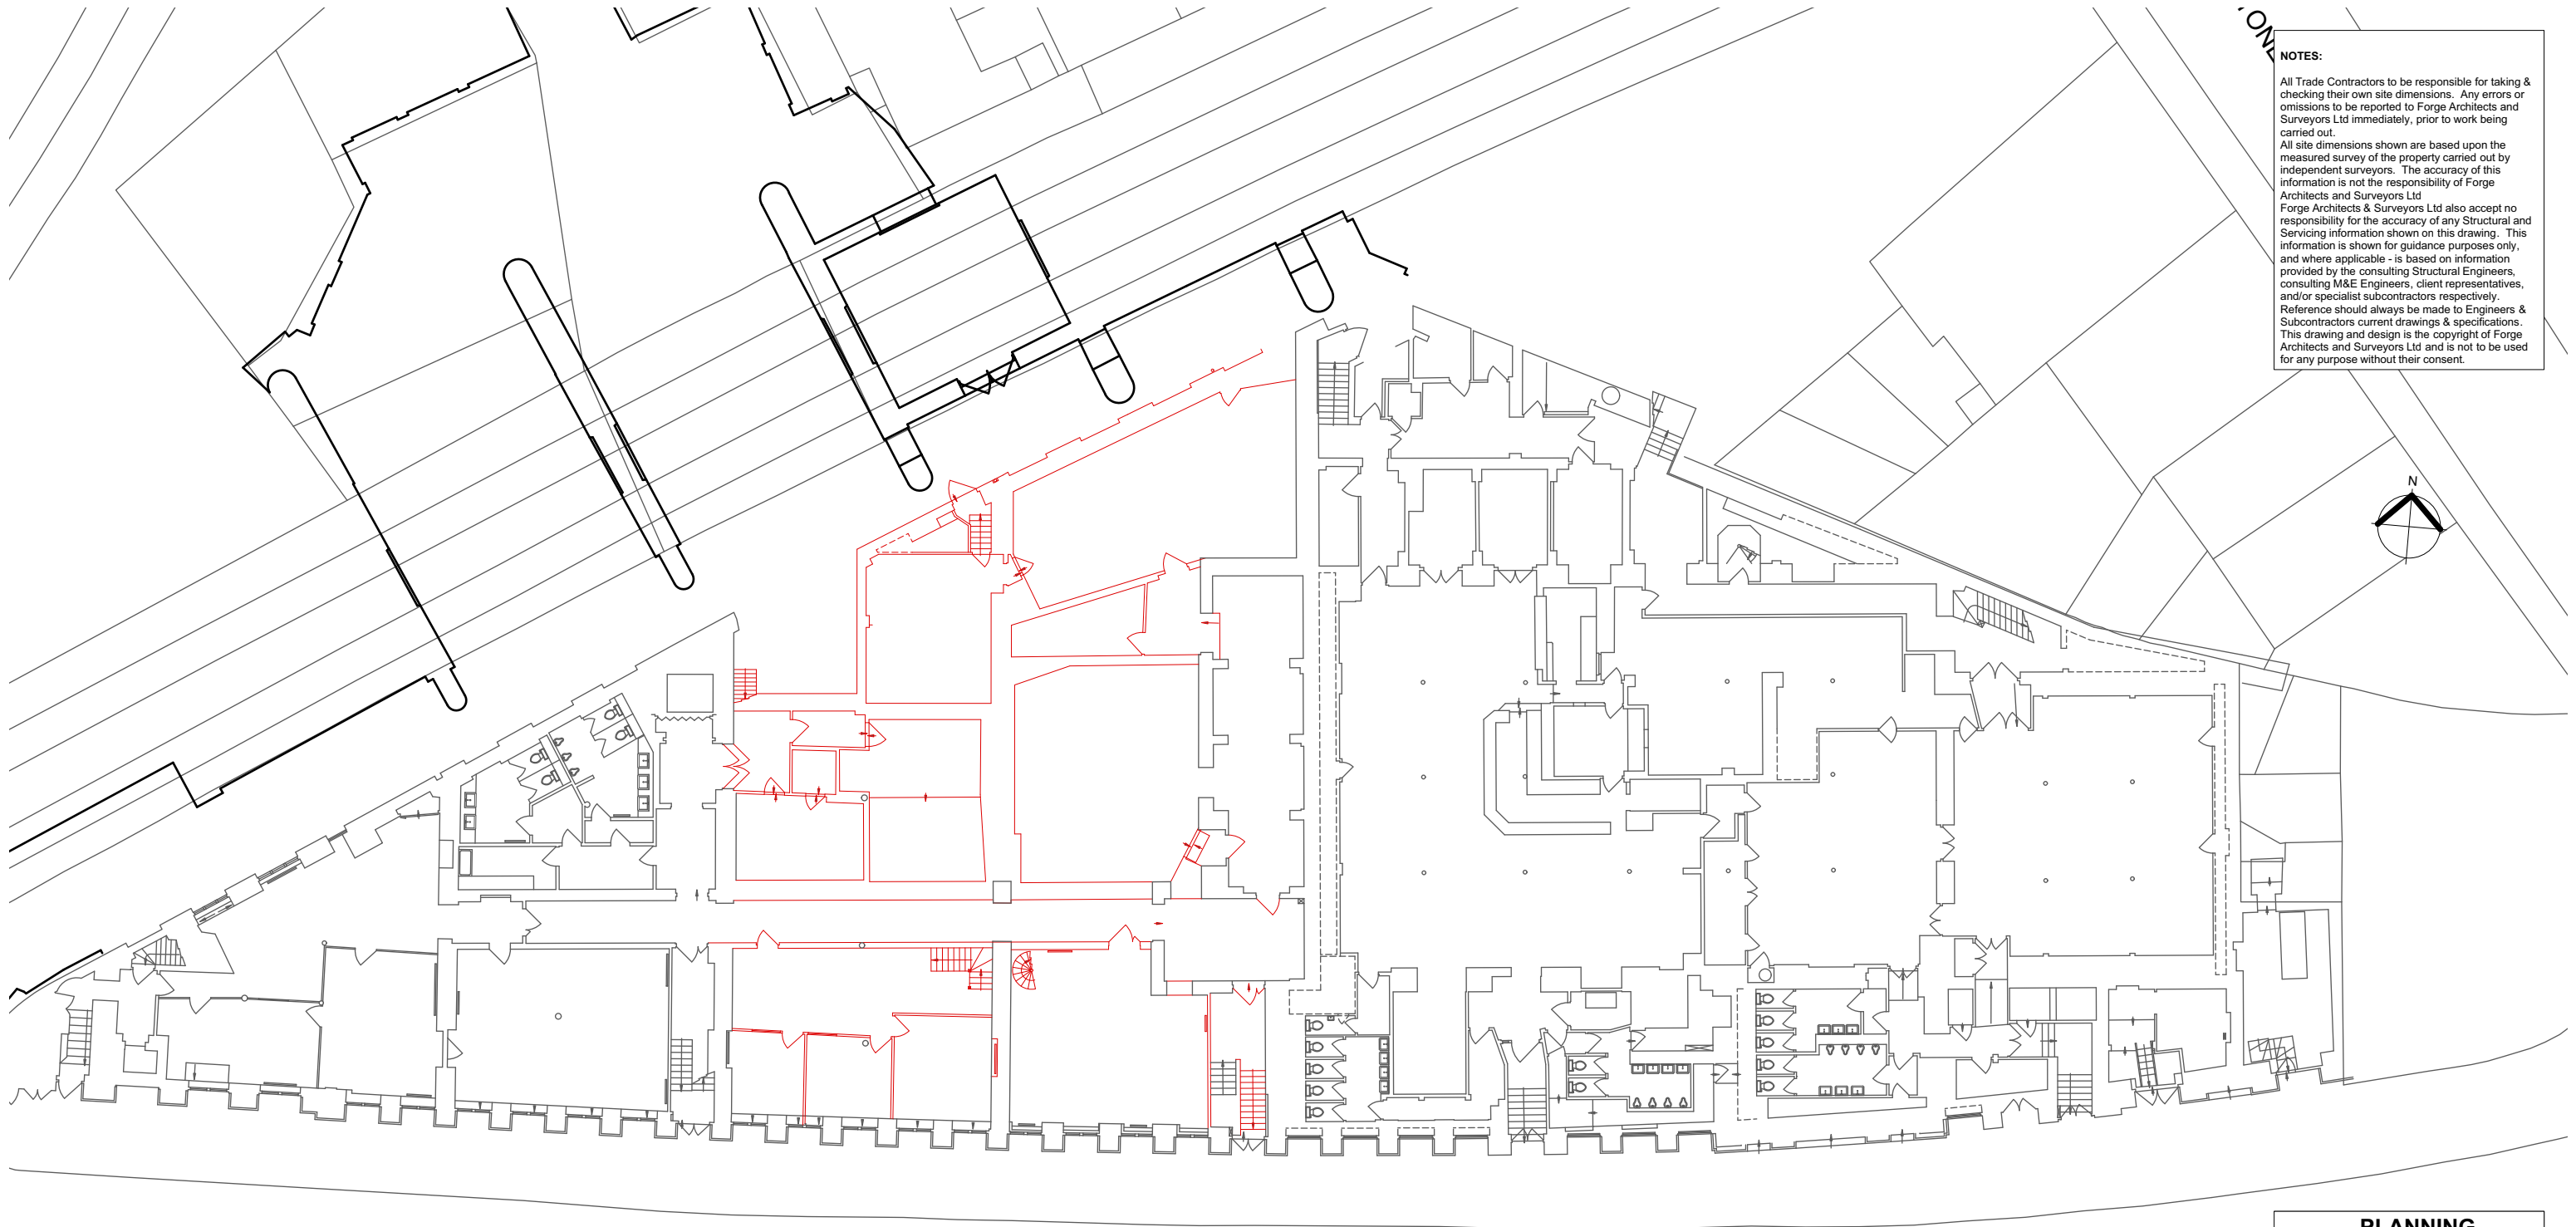 ONE
NOTES:
All Trade Contractors to be responsible for taking &
checking their own site dimensions. Any errors or
omissions to be reported to Forge Architects and
Surveyors Ltd immediately, prior to work being
carried out.
All site dimensions shown are based upon the
measured survey of the property carried out by
independent surveyors. The accuracy of this
information is not the responsibility of Forge
Architects and Surveyors Ltd
Forge Architects & Surveyors Ltd also accept no
responsibility for the accuracy of any Structural and
Servicing information shown on this drawing. This
information is shown for guidance purposes only,
and where applicable - is based on information
provided by the consulting Structural Engineers,
consulting M&E Engineers, client representatives,
and/or specialist subcontractors respectively.
Reference should always be made to Engineers &
Subcontractors current drawings & specifications.
This drawing and design is the copyright of Forge
Architects and Surveyors Ltd and is not to be used
for any purpose without their consent.
N
PLANNING